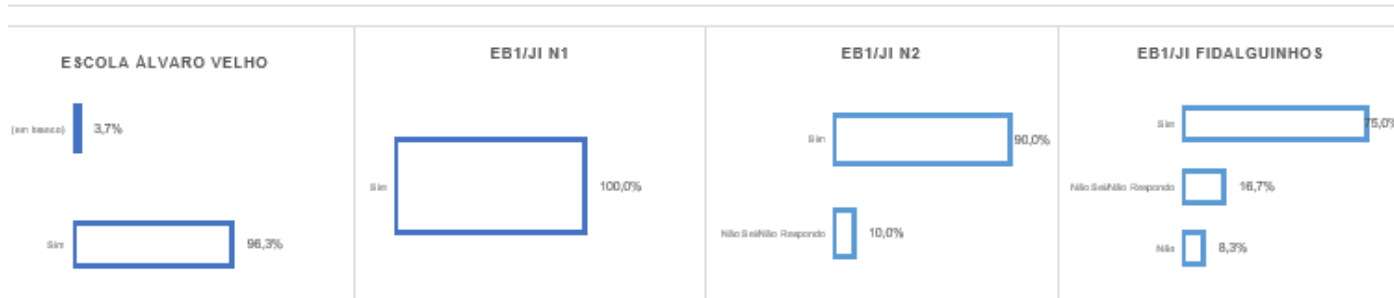 ESCOLA ÁLVARO VELHO
(em branco)
3,7%
Sim
96,3%
EB1/JI N1
Sim
100,0%
EB1/JI N2
Sim
90,0%
Não Sei/Não Respondo
10,0%
EB1/JI FIDALGUINHOS
Sim
75,0%
Não Sei/Não Respondo
16,7%
Não
8,3%